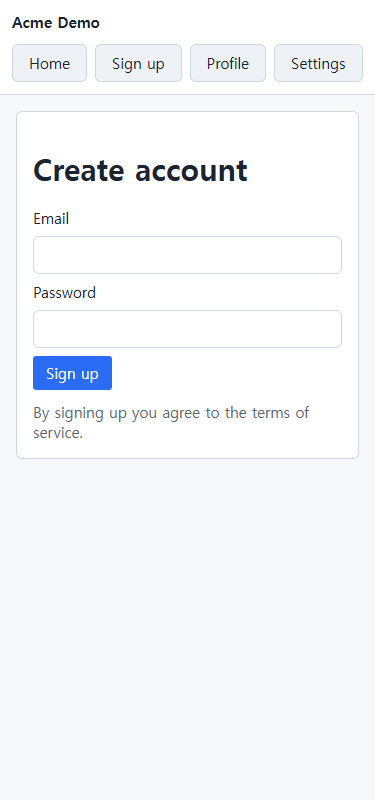 Acme Demo
Home Sign up Profile Settings
Create account
Email
Password
Sign up
By signing up you agree to the terms of
service.